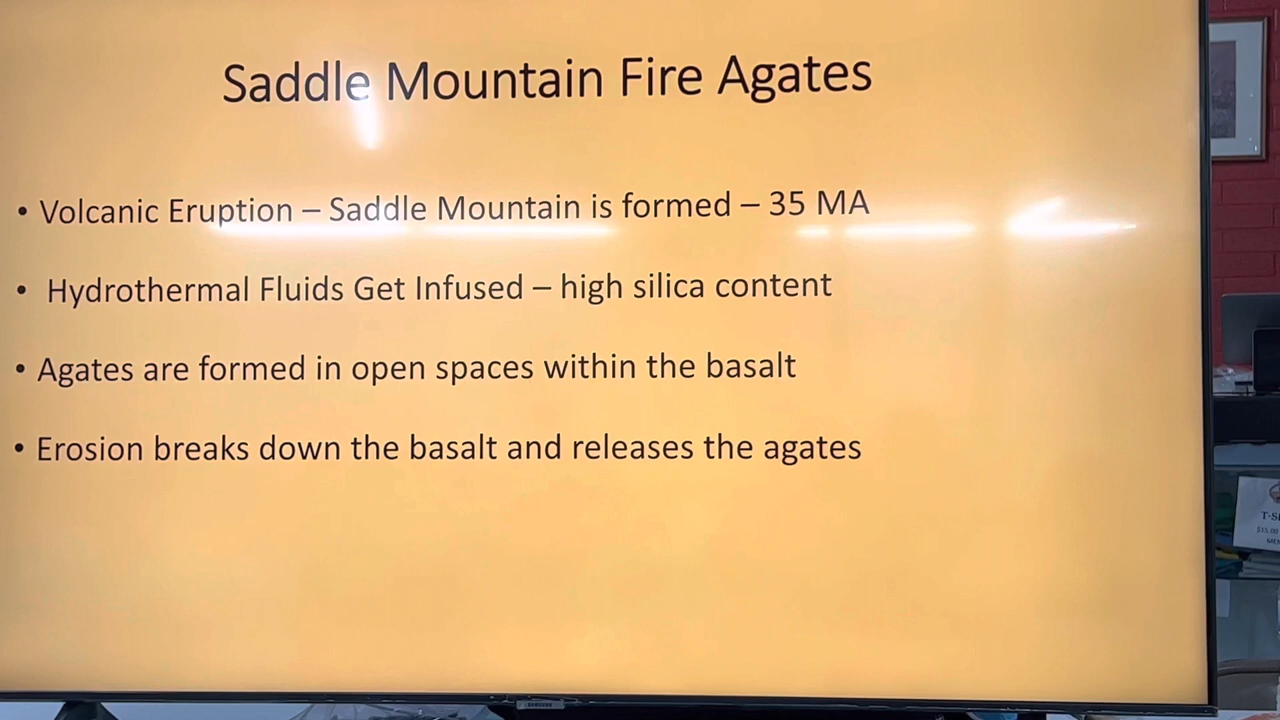 Saddle Mountain Fire Agates
• Volcanic Eruption – Saddle Mountain is formed – 35 MA
• Hydrothermal Fluids Get Infused – high silica content
• Agates are formed in open spaces within the basalt
• Erosion breaks down the basalt and releases the agates
SAMSUNG